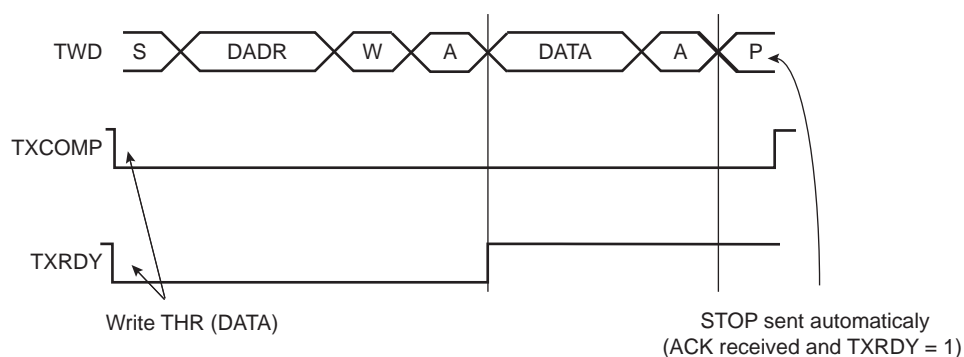 TWD S DADR W A DATA A P
TXCOMP
TXRDY
Write THR (DATA)
STOP sent automaticaly
(ACK received and TXRDY = 1)